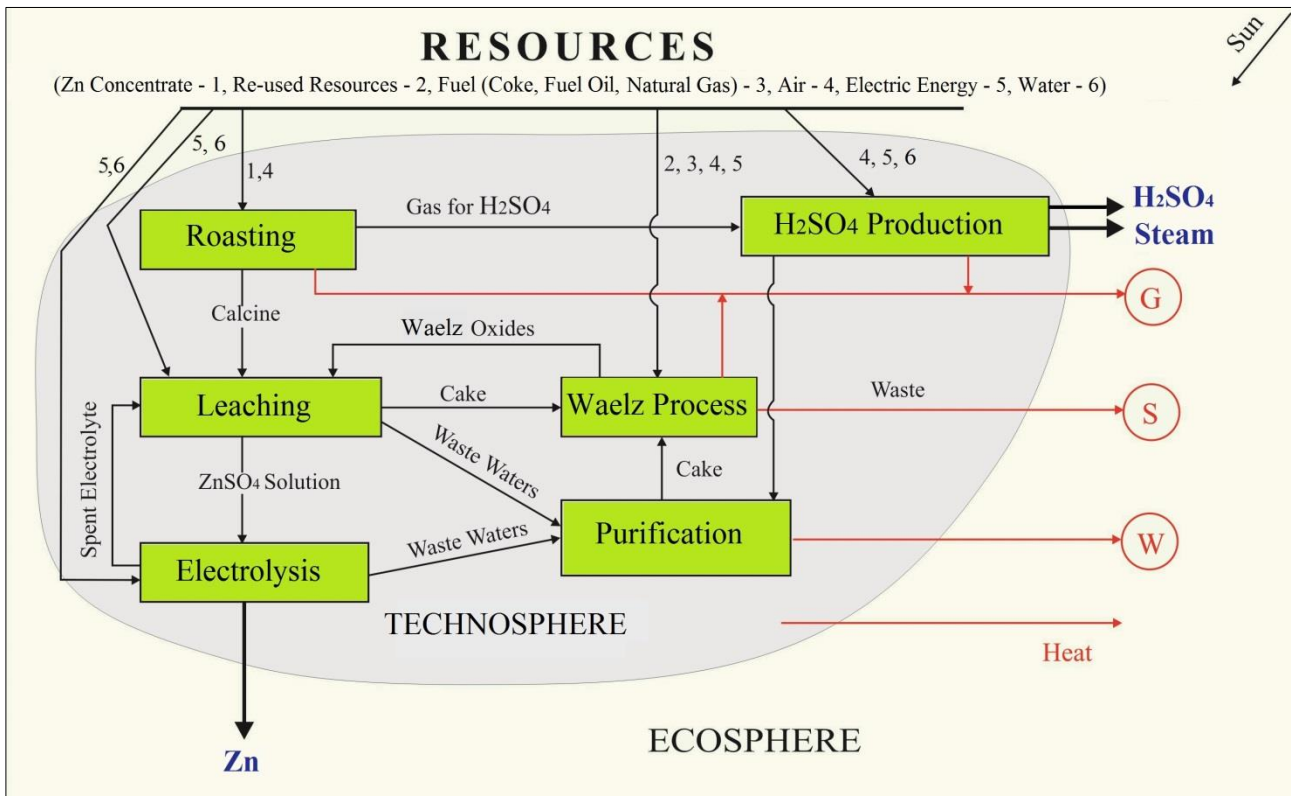 RESOURCES
Sun
(Zn Concentrate - 1, Re-used Resources - 2, Fuel (Coke, Fuel Oil, Natural Gas) - 3, Air - 4, Electric Energy - 5, Water - 6)
5,6
5, 6
1,4
2, 3, 4, 5
4, 5, 6
Roasting
Gas for H₂SO₄
H₂SO₄ Production
H₂SO₄
Steam
G
Calcine
Waelz Oxides
Leaching
Cake
Waelz Process
Waste
S
Spent Electrolyte
ZnSO₄ Solution
Waste Waters
Cake
Purification
W
Electrolysis
Waste Waters
TECHNOSPHERE
Heat
Zn
ECOSPHERE